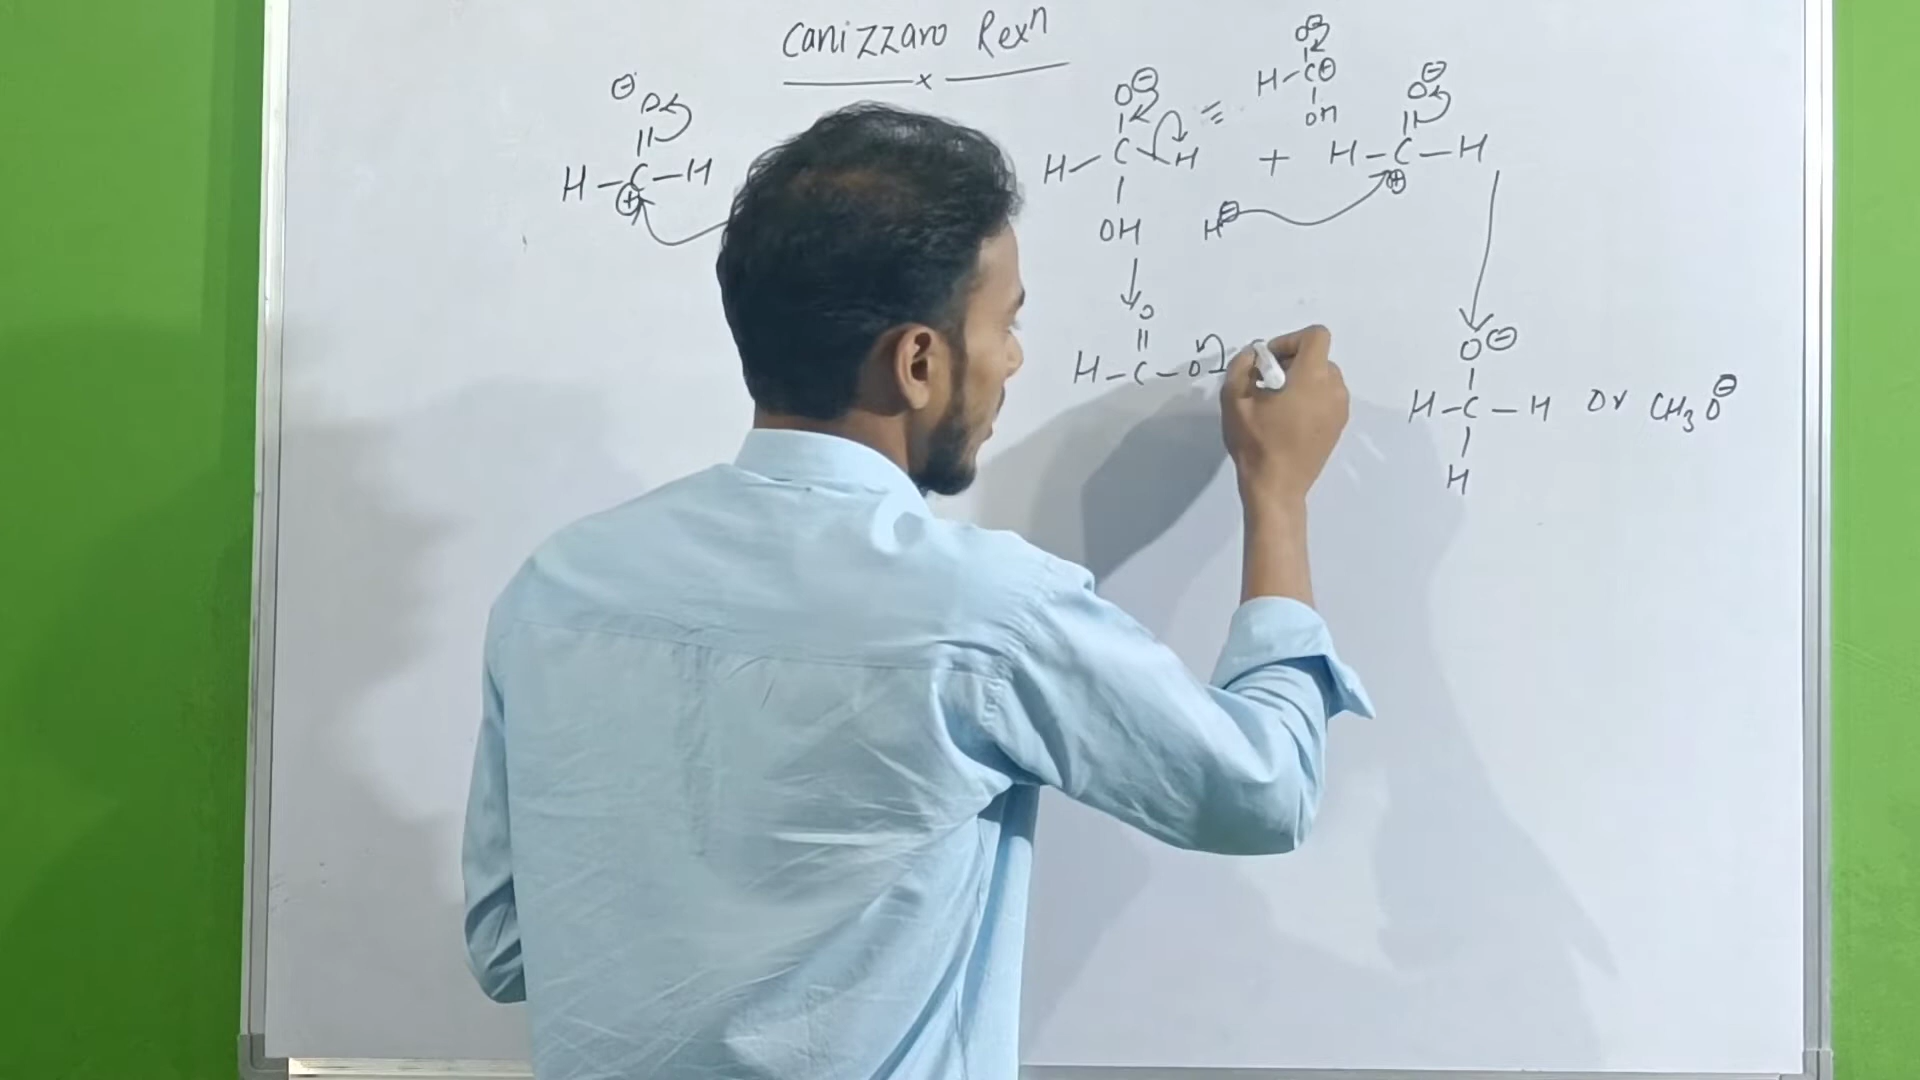 Canizzaro Rexⁿ
x
⊖
O
||
H-C-H
⊕
O⊖
|
H-C-H
|
OH
=
O⊖
|
H-C⊖
|
OH
+
O⊖
||
H-C-H
⊕
H⊖
O
||
H-C-O
O⊖
|
H-C-H or CH₃O⊖
|
H